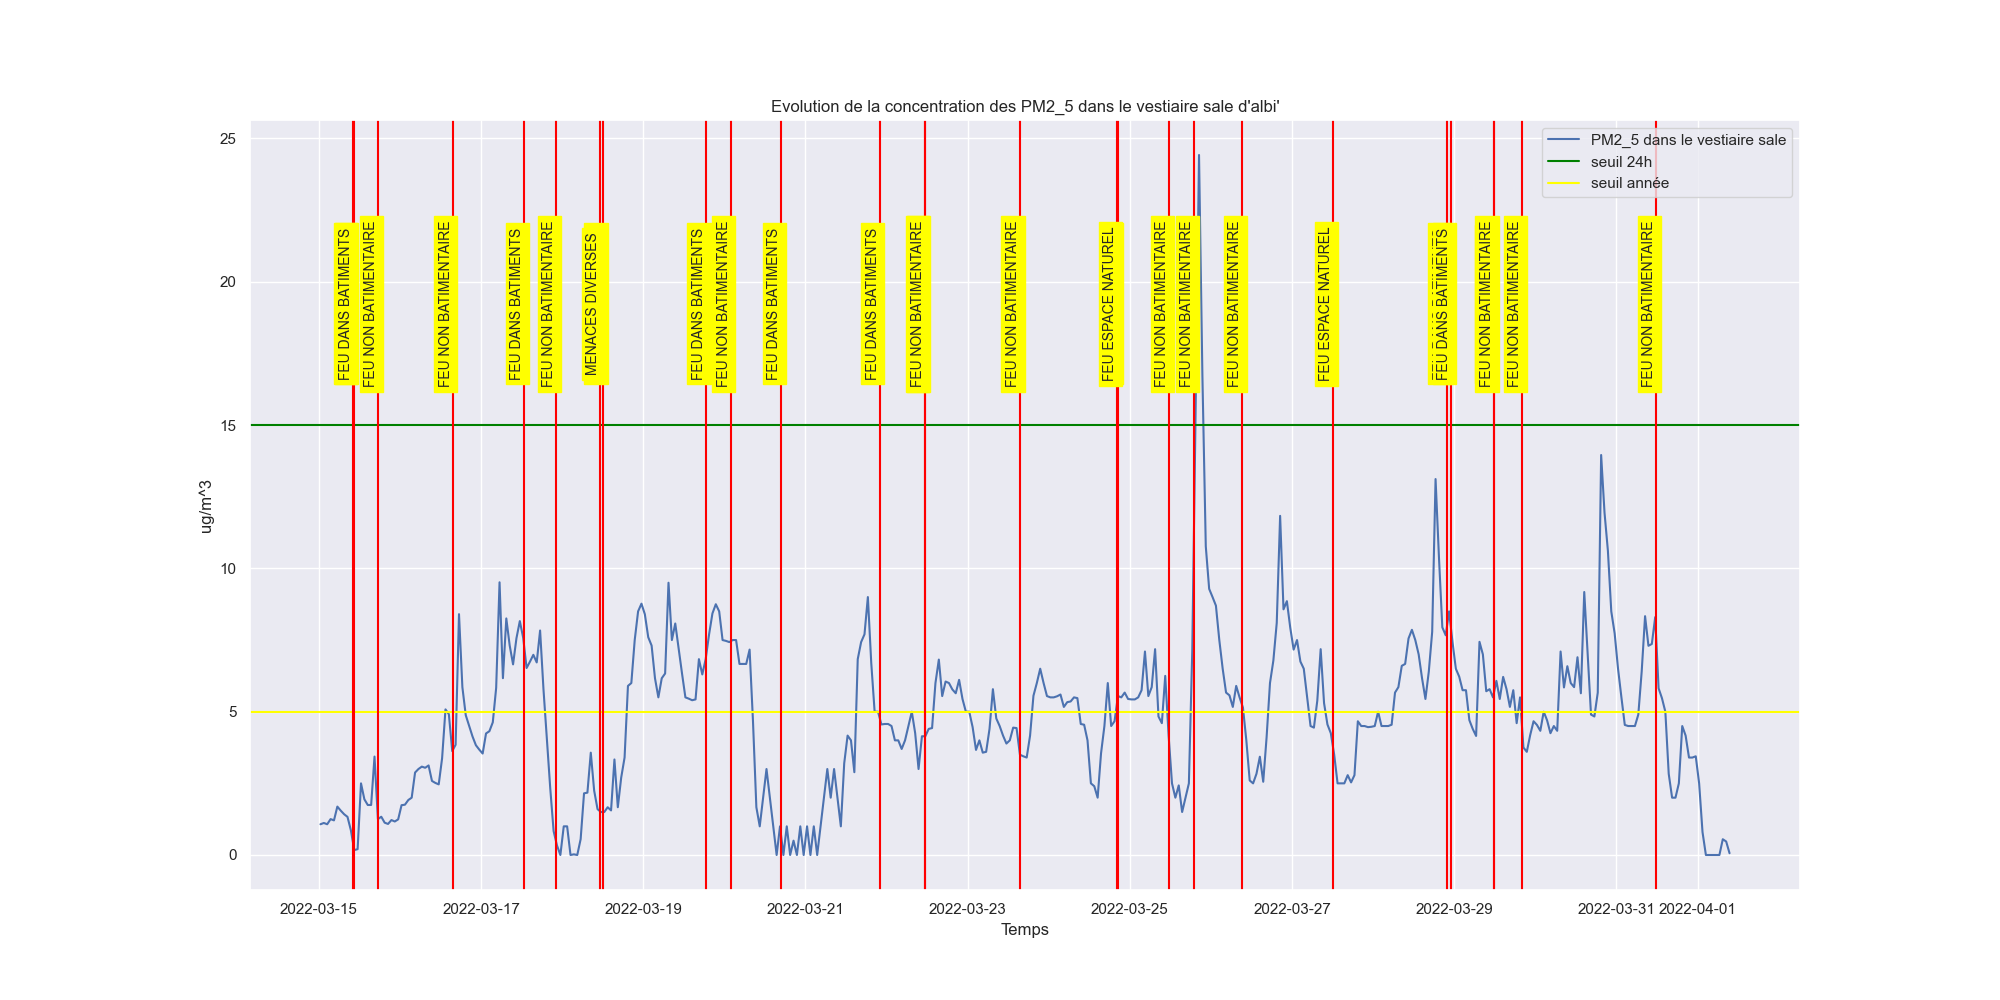 Evolution de la concentration des PM2_5 dans le vestiaire sale d'albi'
PM2_5 dans le vestiaire sale
seuil 24h
seuil année
ug/m^3
25
20
15
10
5
0
FEU DANS BATIMENTS
FEU NON BATIMENTAIRE
FEU NON BATIMENTAIRE
FEU DANS BATIMENTS
FEU NON BATIMENTAIRE
MENACES DIVERSES
FEU DANS BATIMENTS
FEU NON BATIMENTAIRE
FEU DANS BATIMENTS
FEU DANS BATIMENTS
FEU NON BATIMENTAIRE
FEU NON BATIMENTAIRE
FEU ESPACE NATUREL
FEU NON BATIMENTAIRE
FEU NON BATIMENTAIRE
FEU NON BATIMENTAIRE
FEU ESPACE NATUREL
FEU DANS BATIMENTS
FEU NON BATIMENTAIRE
FEU NON BATIMENTAIRE
FEU NON BATIMENTAIRE
2022-03-15
2022-03-17
2022-03-19
2022-03-21
2022-03-23
2022-03-25
2022-03-27
2022-03-29
2022-03-31
2022-04-01
Temps